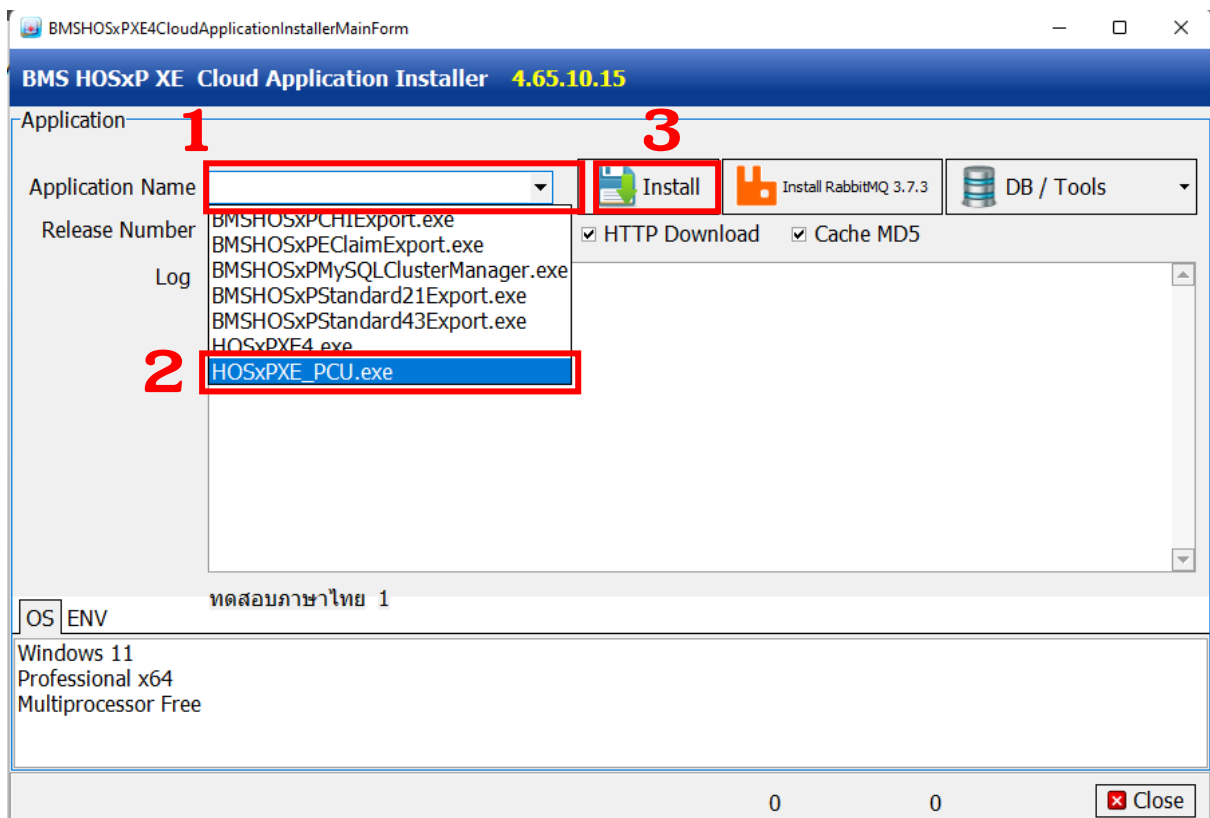 BMSHOSxPXE4CloudApplicationInstallerMainForm
BMS HOSxP XE Cloud Application Installer 4.65.10.15
Application
1
3
Application Name
Install
Install RabbitMQ 3.7.3
DB / Tools
Release Number
HTTP Download
Cache MD5
Log
BMSHOSxPCHIExport.exe
BMSHOSxPEClaimExport.exe
BMSHOSxPMySQLClusterManager.exe
BMSHOSxPStandard21Export.exe
BMSHOSxPStandard43Export.exe
HOSxPXE4.exe
2
HOSxPXE_PCU.exe
ทดสอบภาษาไทย 1
OS ENV
Windows 11
Professional x64
Multiprocessor Free
0 0
Close